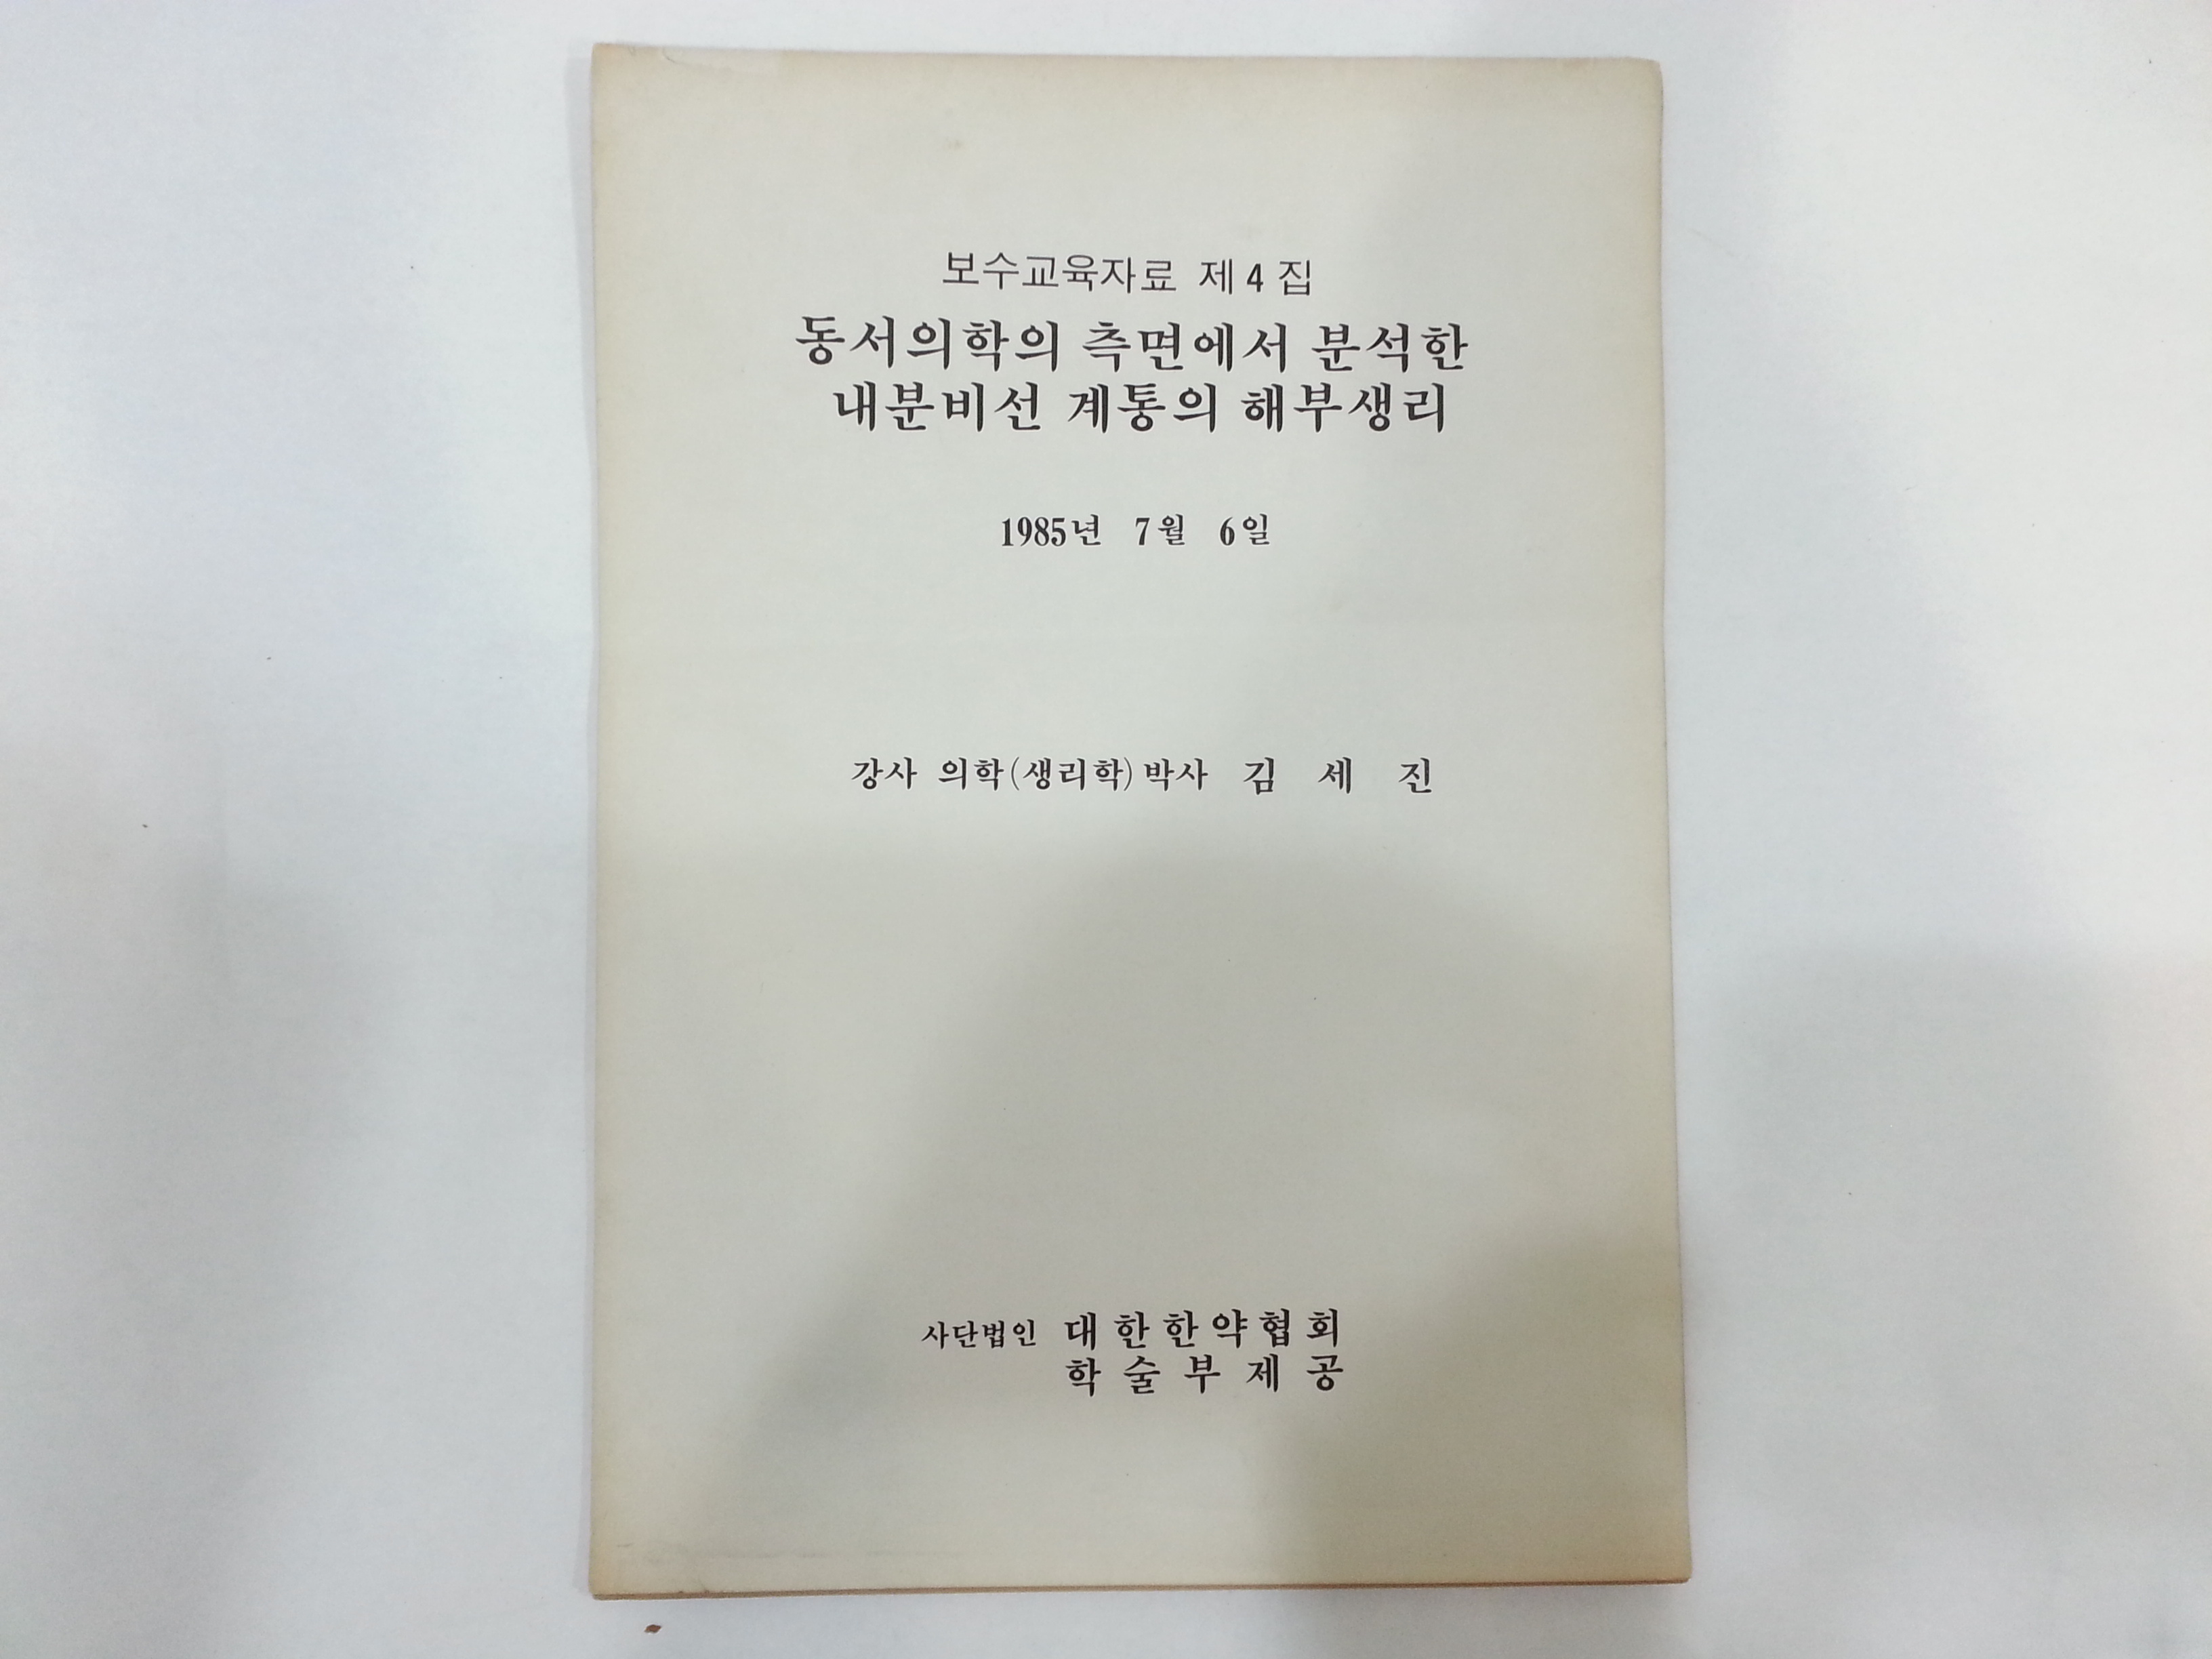 보수교육자료 제4집
동서의학의 측면에서 분석한
내분비선 계통의 해부생리
1985년 7월 6일
강사 의학(생리학)박사 김 세 진
사단법인 대한한약협회
학 술 부 제 공